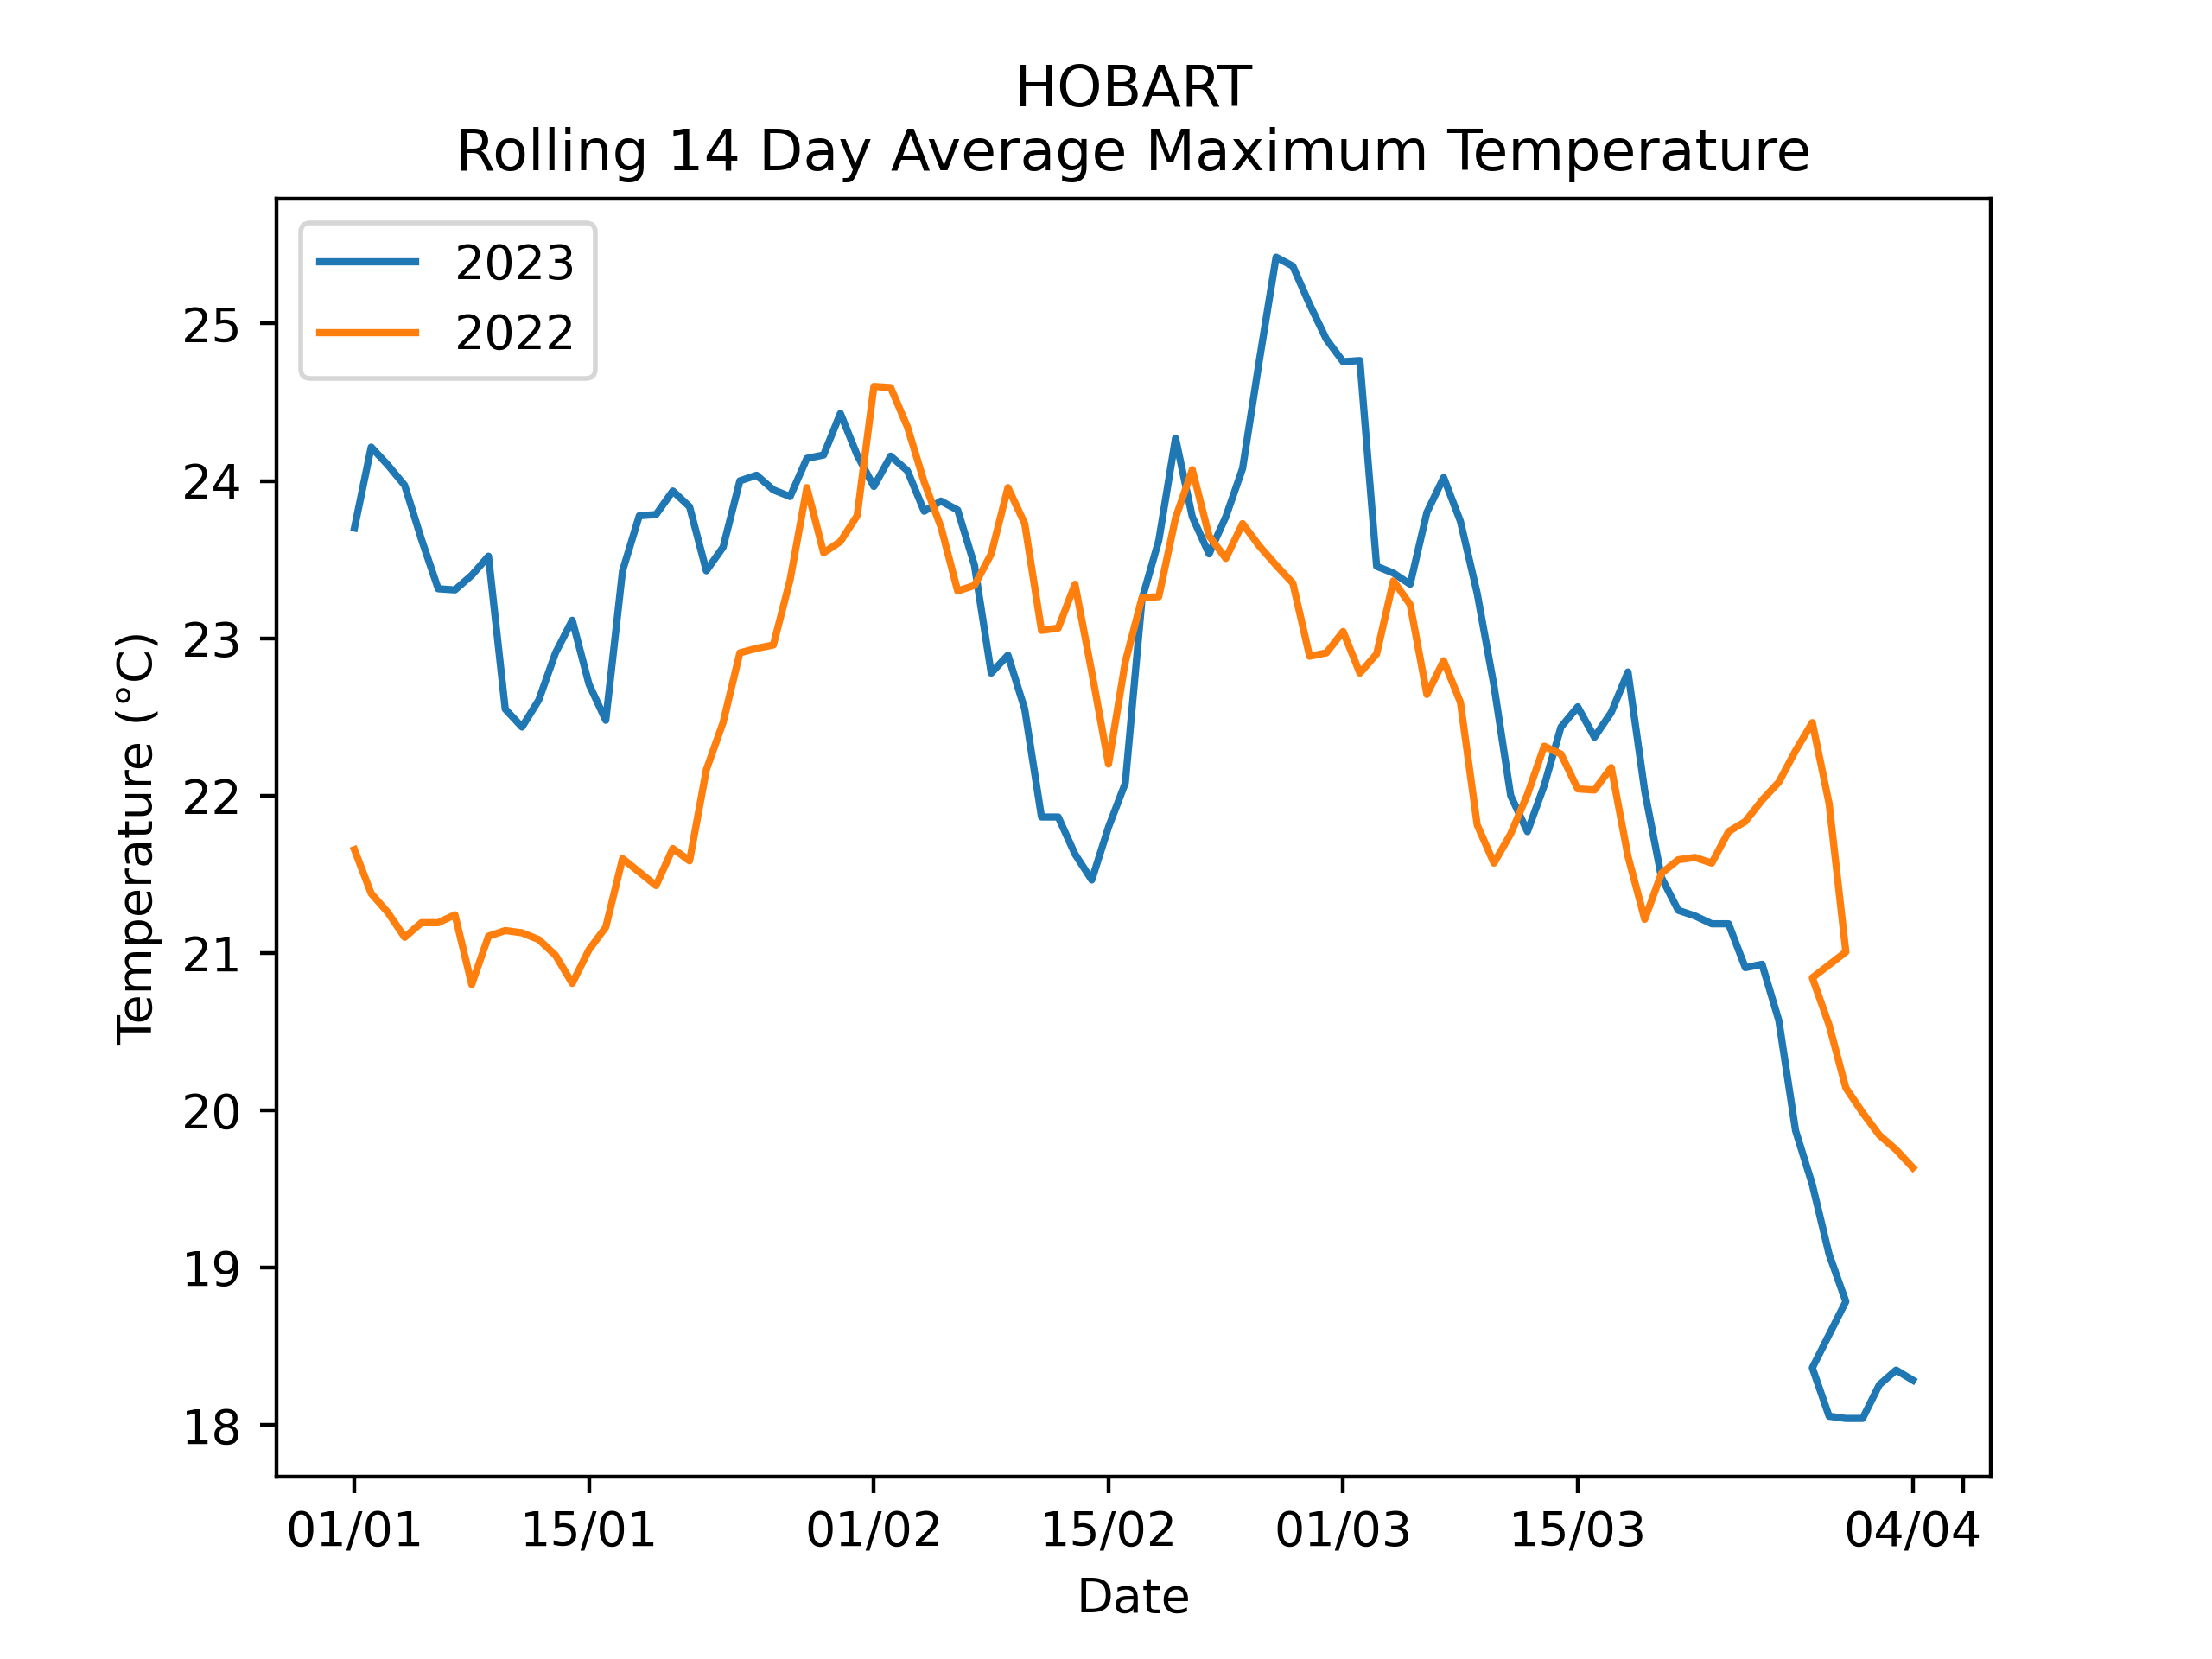 HOBART
Rolling 14 Day Average Maximum Temperature
2023
2022
25
24
23
22
21
20
19
18
Temperature (°C)
01/01 15/01 01/02 15/02 01/03 15/03 04/04
Date